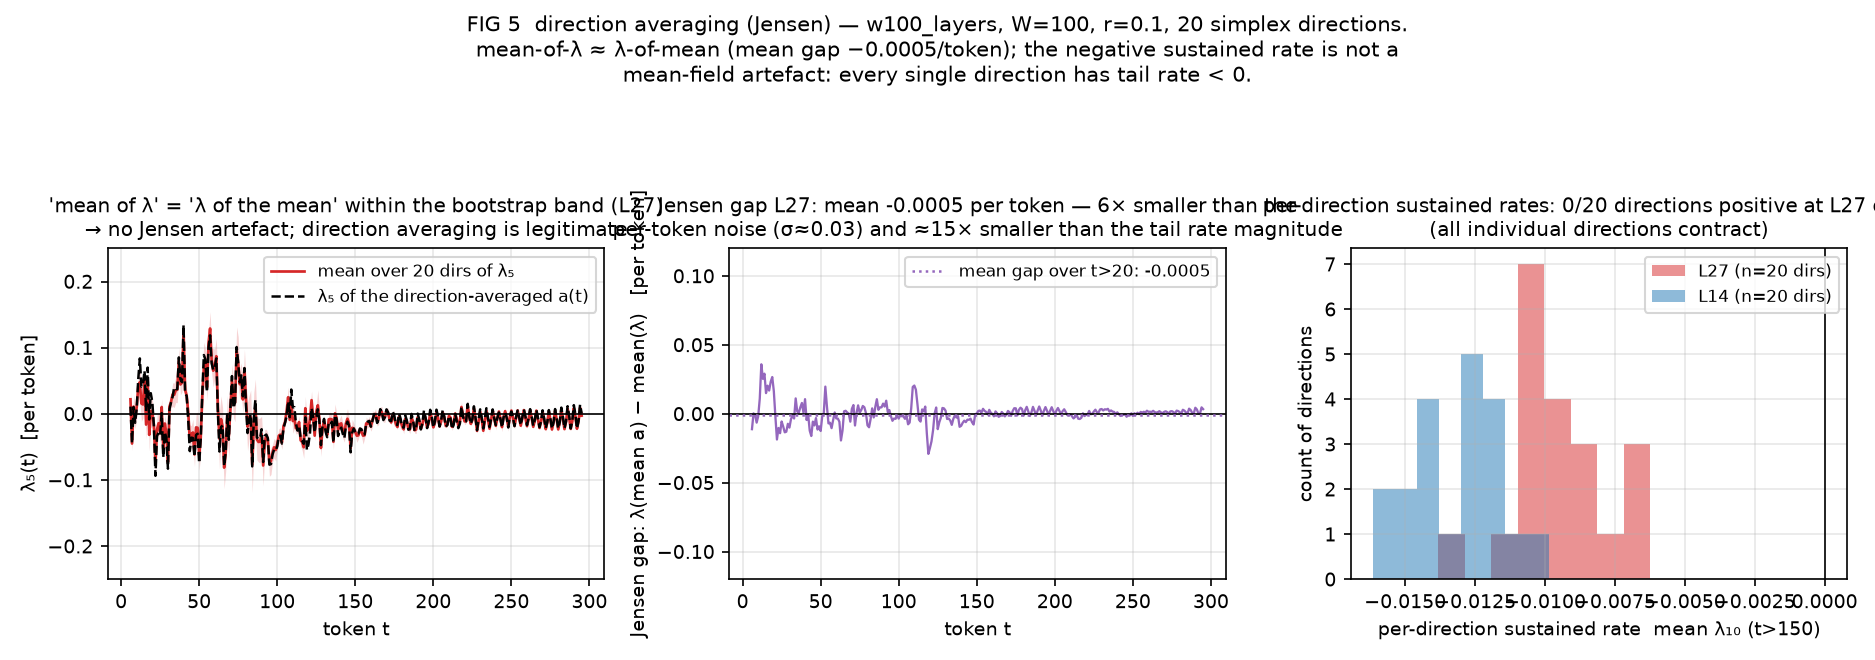 FIG 5  direction averaging (Jensen) — w100_layers, W=100, r=0.1, 20 simplex directions.
mean-of-λ ≈ λ-of-mean (mean gap −0.0005/token); the negative sustained rate is not a
mean-field artefact: every single direction has tail rate < 0.
'mean of λ' = 'λ of the mean' within the bootstrap band (L27)
→ no Jensen artefact; direction averaging is legitimate
λ₅(t)  [per token]
0.2
0.1
0.0
−0.1
−0.2
mean over 20 dirs of λ₅
λ₅ of the direction-averaged a(t)
0 50 100 150 200 250 300
token t
Jensen gap L27: mean -0.0005 per token — 6× smaller than the
per-token noise (σ≈0.03) and ≈15× smaller than the tail rate magnitude
Jensen gap: λ(mean a) − mean(λ)   [per token]
0.10
0.05
0.00
−0.05
−0.10
mean gap over t>20: -0.0005
0 50 100 150 200 250 300
token t
per-direction sustained rates: 0/20 directions positive at L27
(all individual directions contract)
count of directions
7
6
5
4
3
2
1
0
L27 (n=20 dirs)
L14 (n=20 dirs)
−0.0150 −0.0125 −0.0100 −0.0075 −0.0050 −0.0025 0.0000
per-direction sustained rate  mean λ₁₀ (t>150)